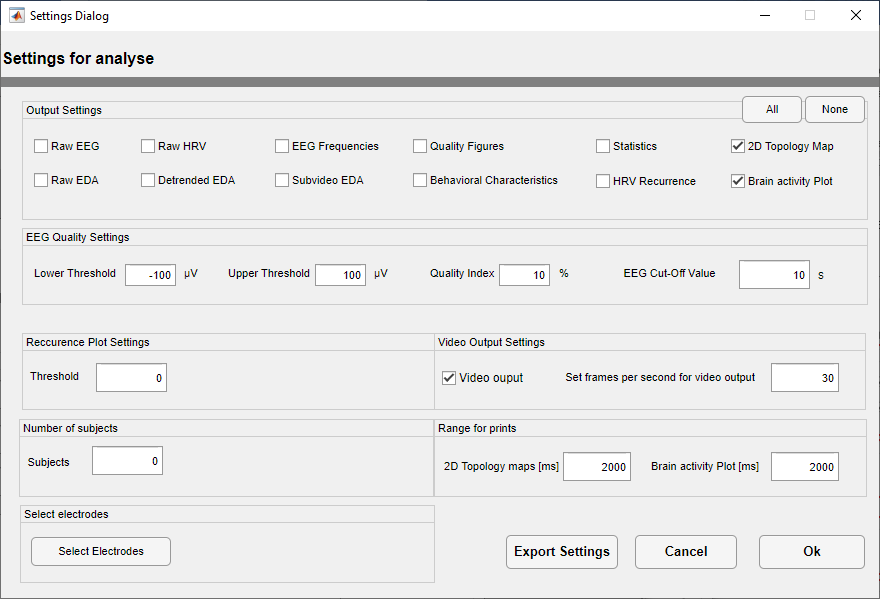 Settings Dialog
Settings for analyse
Output Settings
All
None
Raw EEG
Raw HRV
EEG Frequencies
Quality Figures
Statistics
2D Topology Map
Raw EDA
Detrended EDA
Subvideo EDA
Behavioral Characteristics
HRV Recurrence
Brain activity Plot
EEG Quality Settings
Lower Threshold -100 µV
Upper Threshold 100 µV
Quality Index 10 %
EEG Cut-Off Value 10 s
Reccurence Plot Settings
Threshold 0
Video Output Settings
Video ouput
Set frames per second for video output 30
Number of subjects
Subjects 0
Range for prints
2D Topology maps [ms] 2000
Brain activity Plot [ms] 2000
Select electrodes
Select Electrodes
Export Settings
Cancel
Ok